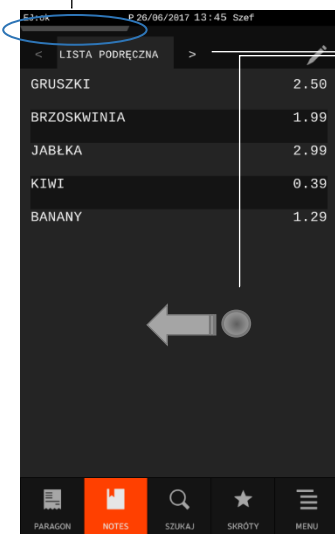 EJ:ok P 26/06/2017 13:45 Szef
< LISTA PODRĘCZNA >
GRUSZKI 2.50
BRZOSKWINIA 1.99
JABŁKA 2.99
KIWI 0.39
BANANY 1.29
PARAGON NOTES SZUKAJ SKRÓTY MENU